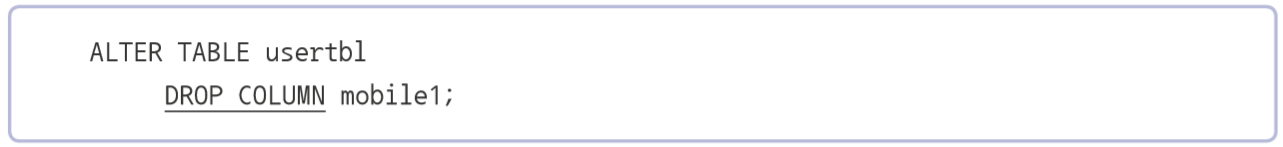 ALTER TABLE usertbl
DROP COLUMN mobile1;